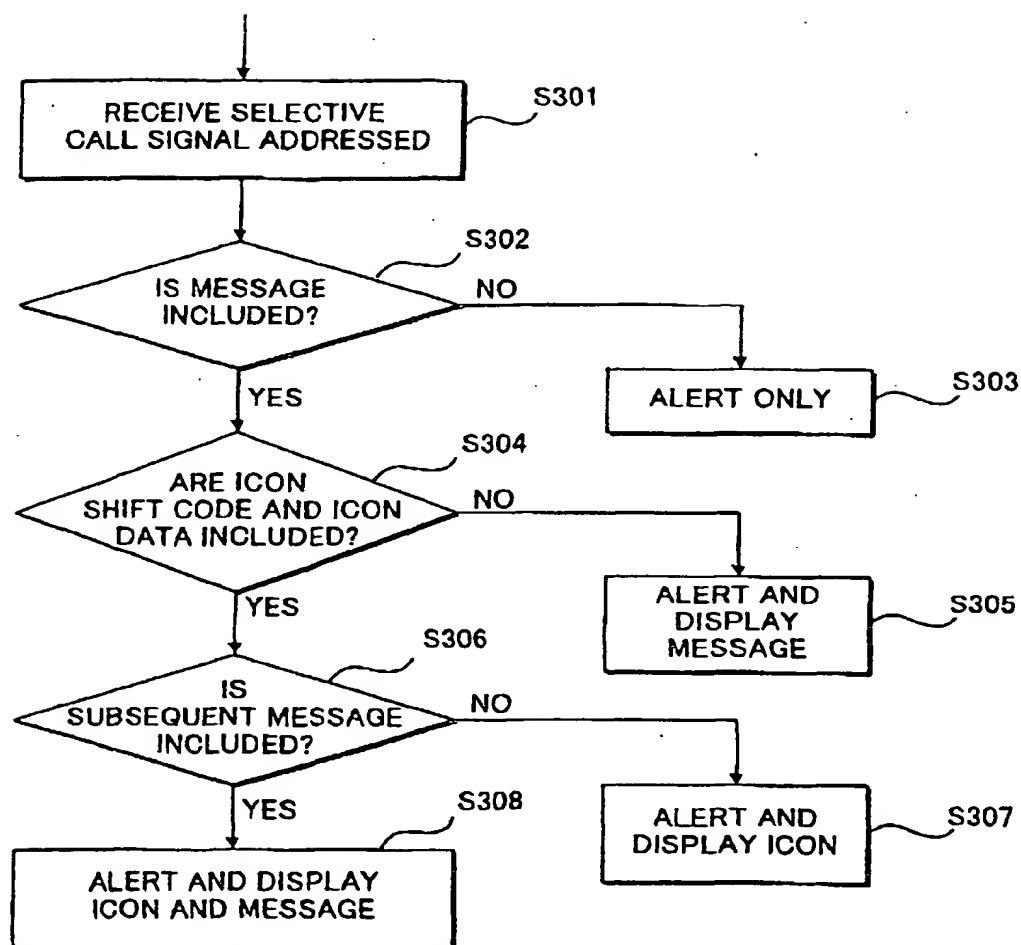 RECEIVE SELECTIVE
CALL SIGNAL ADDRESSED
S301
S302
IS MESSAGE
INCLUDED?
NO
YES
ALERT ONLY
S303
S304
ARE ICON
SHIFT CODE AND ICON
DATA INCLUDED?
NO
YES
ALERT AND
DISPLAY
MESSAGE
S305
S306
IS
SUBSEQUENT MESSAGE
INCLUDED?
NO
YES
ALERT AND
DISPLAY ICON
S307
S308
ALERT AND DISPLAY
ICON AND MESSAGE